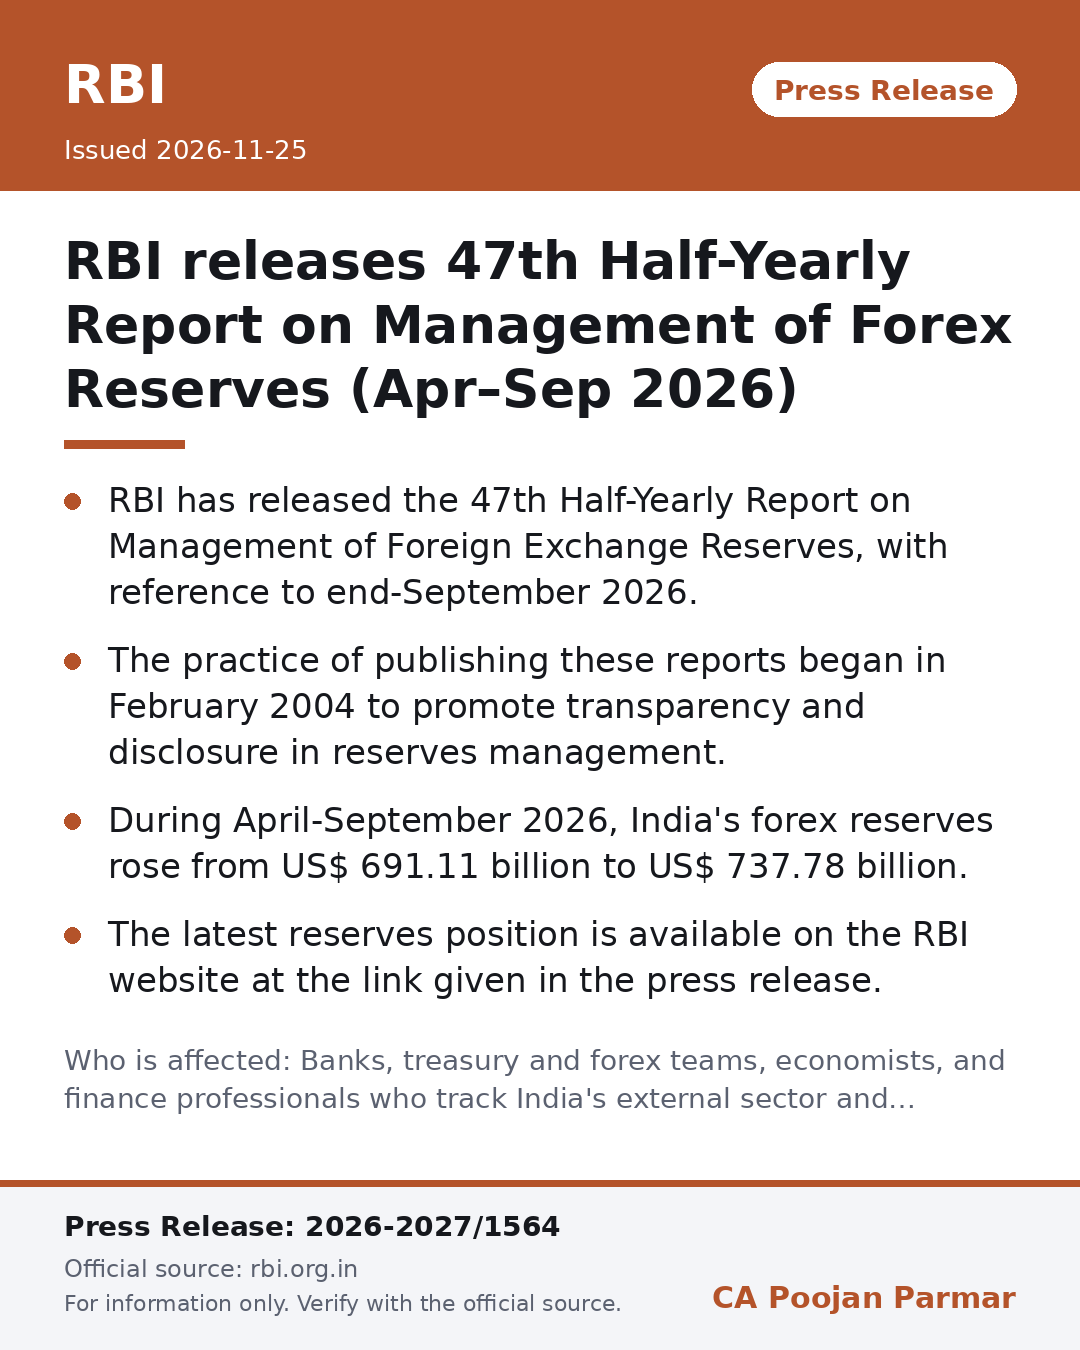 RBI
Press Release
Issued 2026-11-25
RBI releases 47th Half-Yearly
Report on Management of Forex
Reserves (Apr–Sep 2026)
RBI has released the 47th Half-Yearly Report on
Management of Foreign Exchange Reserves, with
reference to end-September 2026.
The practice of publishing these reports began in
February 2004 to promote transparency and
disclosure in reserves management.
During April-September 2026, India's forex reserves
rose from US$ 691.11 billion to US$ 737.78 billion.
The latest reserves position is available on the RBI
website at the link given in the press release.
Who is affected: Banks, treasury and forex teams, economists, and
finance professionals who track India's external sector and...
Press Release: 2026-2027/1564
Official source: rbi.org.in
For information only. Verify with the official source.
CA Poojan Parmar